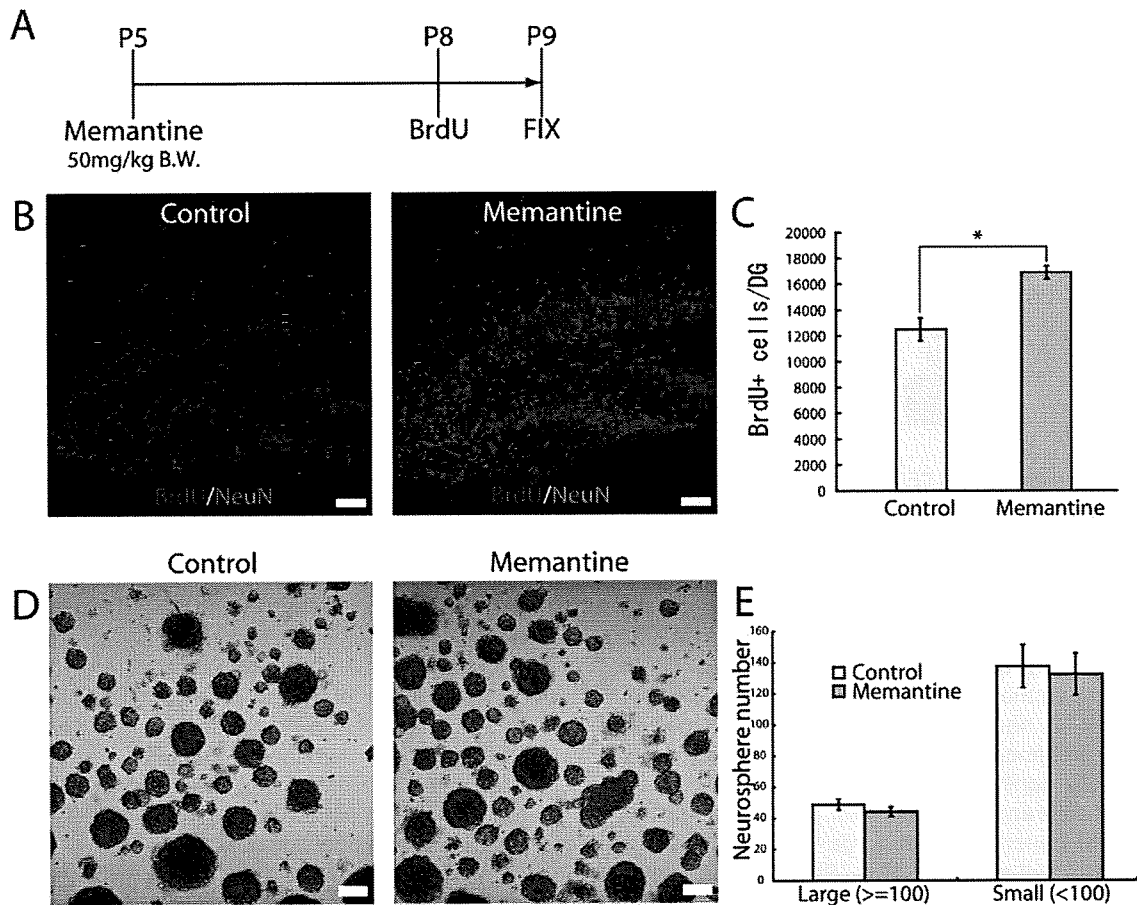 A
P5
P8
P9
Memantine
50mg/kg B.W.
BrdU
FIX
B
Control
BrdU/NeuN
Memantine
BrdU/NeuN
C
BrdU+ cells/DG
20000
18000
16000
14000
12000
10000
8000
6000
4000
2000
0
*
Control
Memantine
D
Control
Memantine
E
Neurosphere number
160
140
120
100
80
60
40
20
0
Control
Memantine
Large (>=100)
Small (<100)